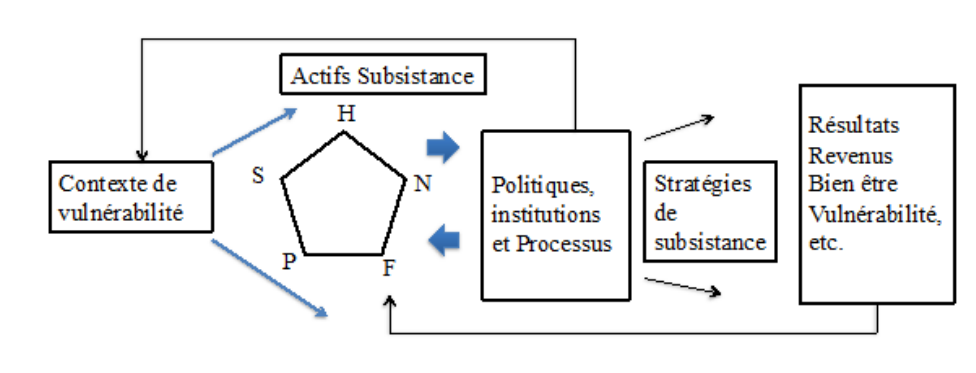 Actifs Subsistance
H
S
N
P
F
Contexte de
vulnérabilité
Politiques,
institutions
et Processus
Stratégies
de
subsistance
Résultats
Revenus
Bien être
Vulnérabilité,
etc.